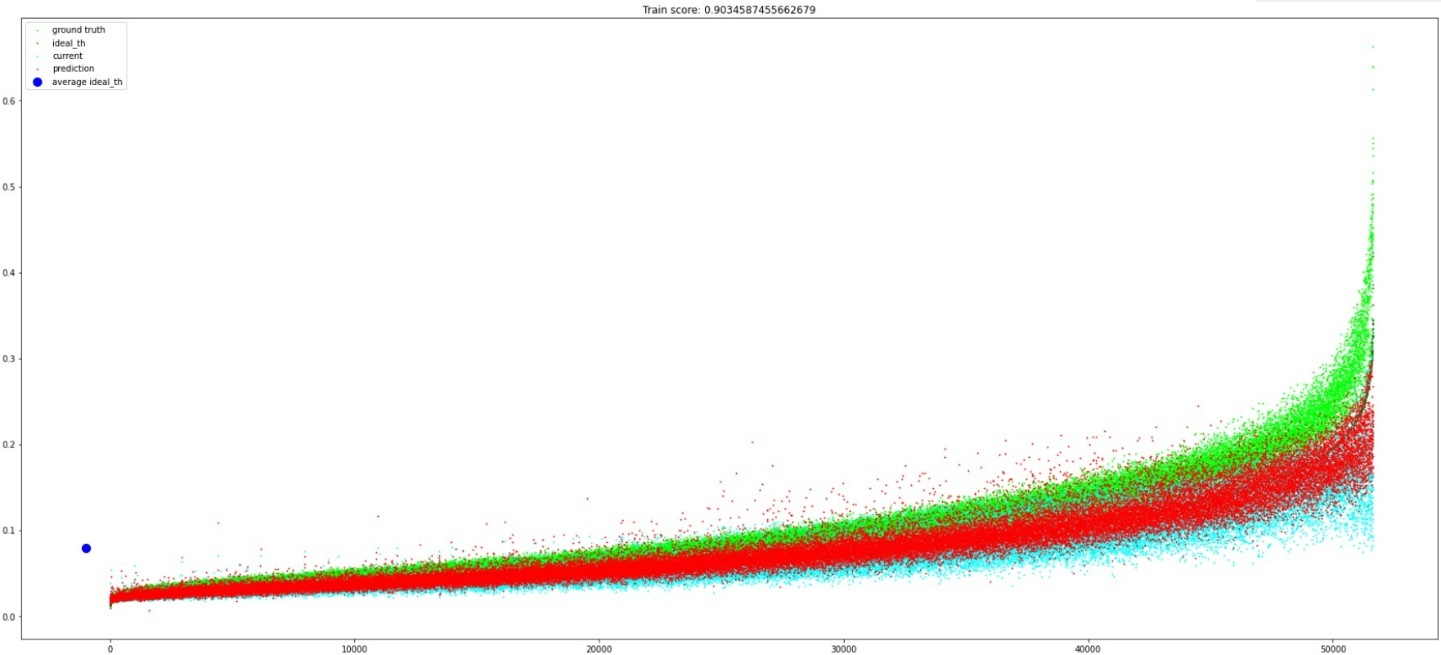 Train score: 0.9034587455662679
ground truth
ideal_th
current
prediction
average ideal_th
0.6
0.5
0.4
0.3
0.2
0.1
0.0
0 10000 20000 30000 40000 50000